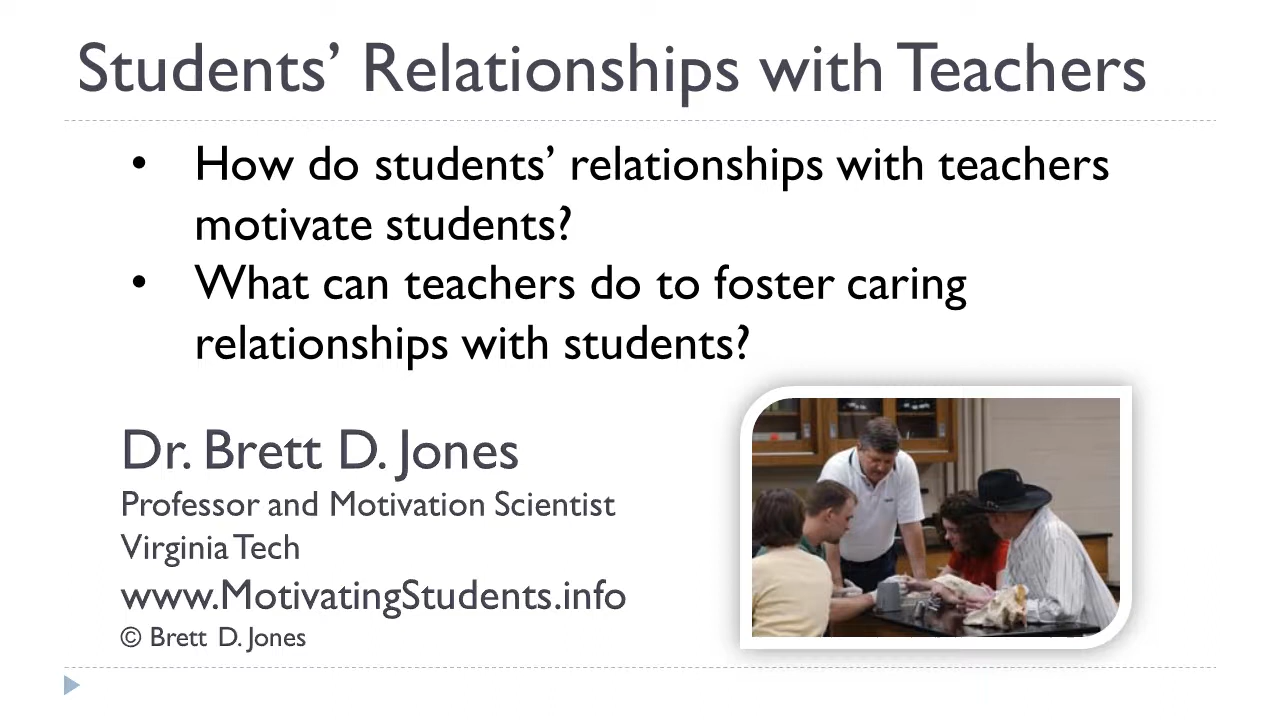 Students’ Relationships with Teachers
• How do students’ relationships with teachers
motivate students?
• What can teachers do to foster caring
relationships with students?
Dr. Brett D. Jones
Professor and Motivation Scientist
Virginia Tech
www.MotivatingStudents.info
© Brett D. Jones